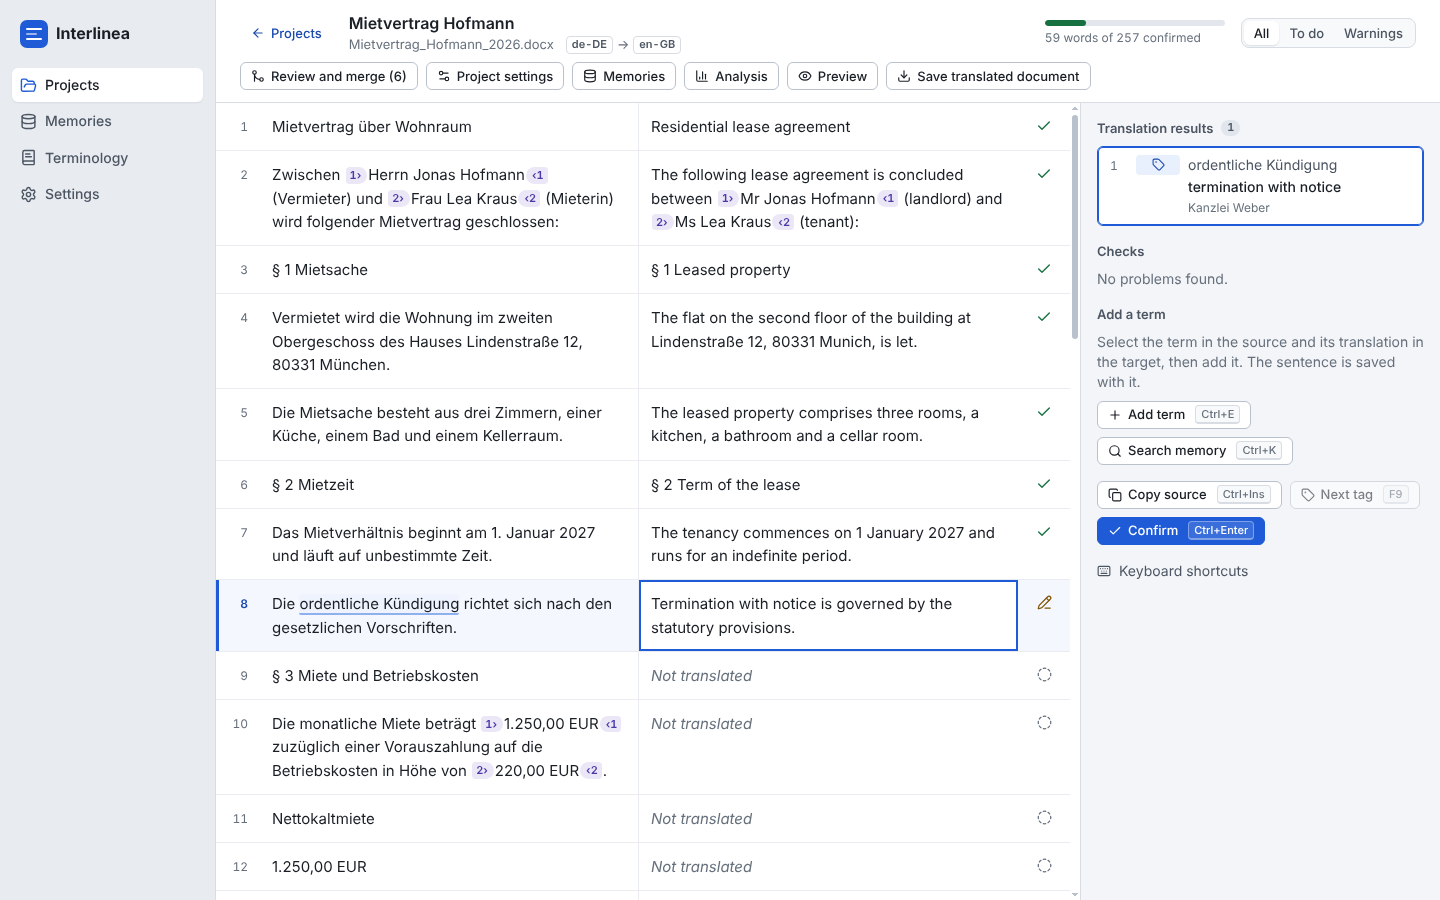 Interlinea
Projects
Memories
Terminology
Settings
Projects
Mietvertrag Hofmann
Mietvertrag_Hofmann_2026.docx de-DE → en-GB
59 words of 257 confirmed
All To do Warnings
Review and merge (6) Project settings Memories Analysis Preview Save translated document
1 Mietvertrag über Wohnraum
Residential lease agreement
2 Zwischen 1› Herrn Jonas Hofmann ‹1
(Vermieter) und 2› Frau Lea Kraus ‹2 (Mieterin)
wird folgender Mietvertrag geschlossen:
The following lease agreement is concluded
between 1› Mr Jonas Hofmann ‹1 (landlord) and
2› Ms Lea Kraus ‹2 (tenant):
3 § 1 Mietsache
§ 1 Leased property
4 Vermietet wird die Wohnung im zweiten
Obergeschoss des Hauses Lindenstraße 12,
80331 München.
The flat on the second floor of the building at
Lindenstraße 12, 80331 Munich, is let.
5 Die Mietsache besteht aus drei Zimmern, einer
Küche, einem Bad und einem Kellerraum.
The leased property comprises three rooms, a
kitchen, a bathroom and a cellar room.
6 § 2 Mietzeit
§ 2 Term of the lease
7 Das Mietverhältnis beginnt am 1. Januar 2027
und läuft auf unbestimmte Zeit.
The tenancy commences on 1 January 2027 and
runs for an indefinite period.
8 Die ordentliche Kündigung richtet sich nach den
gesetzlichen Vorschriften.
Termination with notice is governed by the
statutory provisions.
9 § 3 Miete und Betriebskosten
Not translated
10 Die monatliche Miete beträgt 1› 1.250,00 EUR ‹1
zuzüglich einer Vorauszahlung auf die
Betriebskosten in Höhe von 2› 220,00 EUR ‹2.
Not translated
11 Nettokaltmiete
Not translated
12 1.250,00 EUR
Not translated
Translation results 1
1 ordentliche Kündigung
termination with notice
Kanzlei Weber
Checks
No problems found.
Add a term
Select the term in the source and its translation in
the target, then add it. The sentence is saved
with it.
Add term Ctrl+E
Search memory Ctrl+K
Copy source Ctrl+Ins Next tag F9
Confirm Ctrl+Enter
Keyboard shortcuts